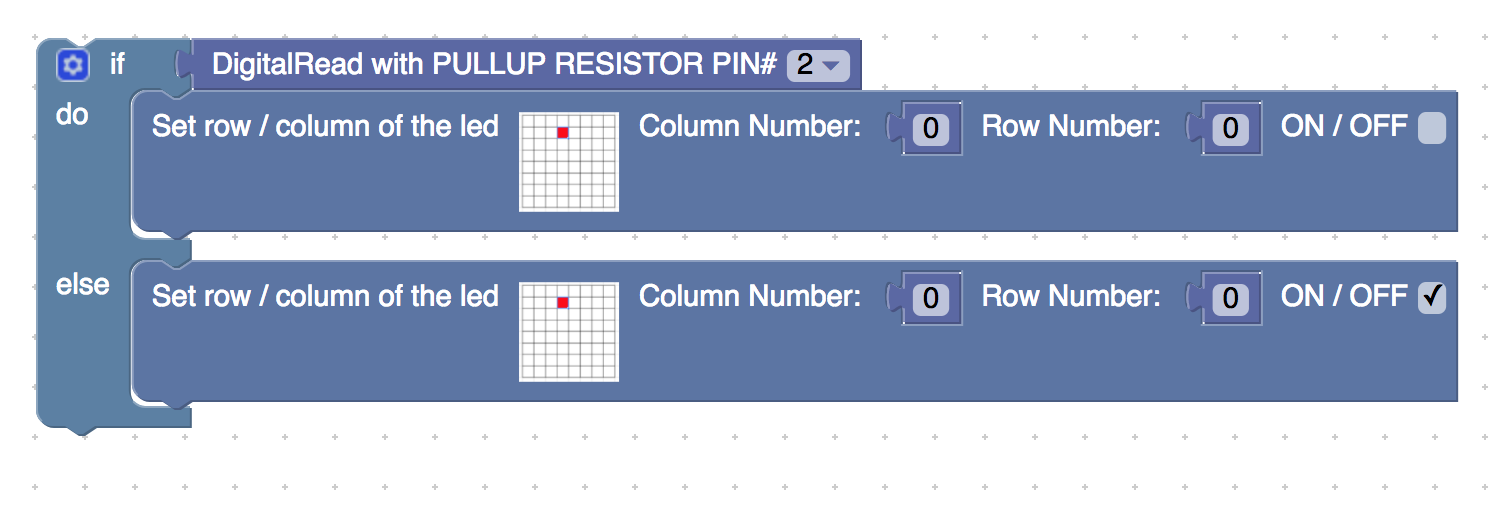 if DigitalRead with PULLUP RESISTOR PIN# 2
do Set row / column of the led Column Number: 0 Row Number: 0 ON / OFF
else Set row / column of the led Column Number: 0 Row Number: 0 ON / OFF ✓